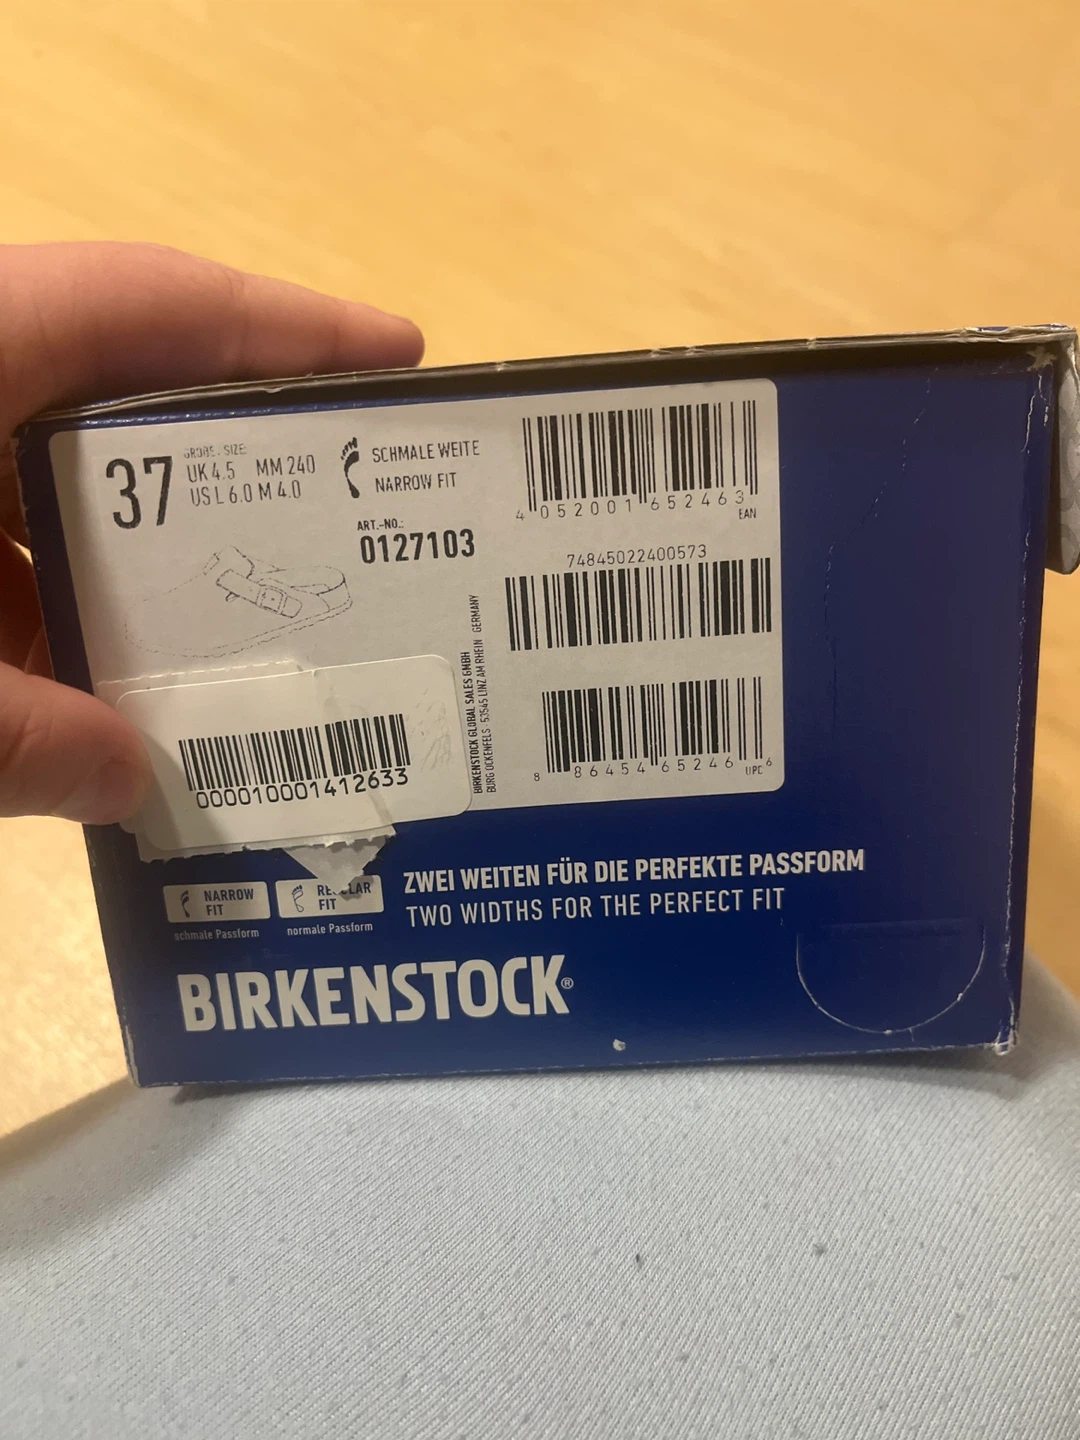 37
GRÖßE . SIZE:
UK 4.5 MM 240
US L 6.0 M 4.0
SCHMALE WEITE
NARROW FIT
ART.-NO.:
0127103
4 052001 652463
EAN
74845022400573
8 86454 65246 6
UPC
BIRKENSTOCK GLOBAL SALES GMBH
BURG OCKENFELS · 53545 LINZ AM RHEIN GERMANY
0000100001412633
NARROW
FIT
schmale Passform
REGULAR
FIT
normale Passform
ZWEI WEITEN FÜR DIE PERFEKTE PASSFORM
TWO WIDTHS FOR THE PERFECT FIT
BIRKENSTOCK®